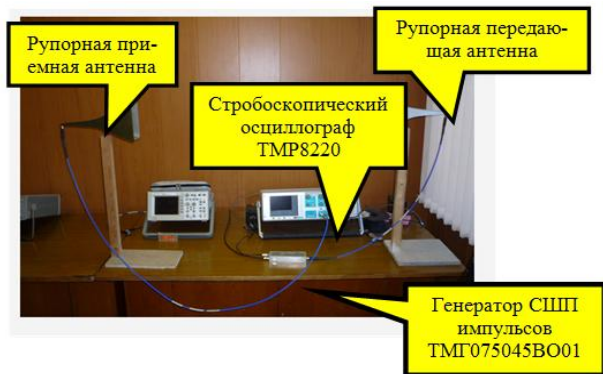 Рупорная при-
емная антенна
Рупорная передаю-
щая антенна
Стробоскопический
осциллограф
TMP8220
Генератор СШП
импульсов
ТМГ075045ВО01